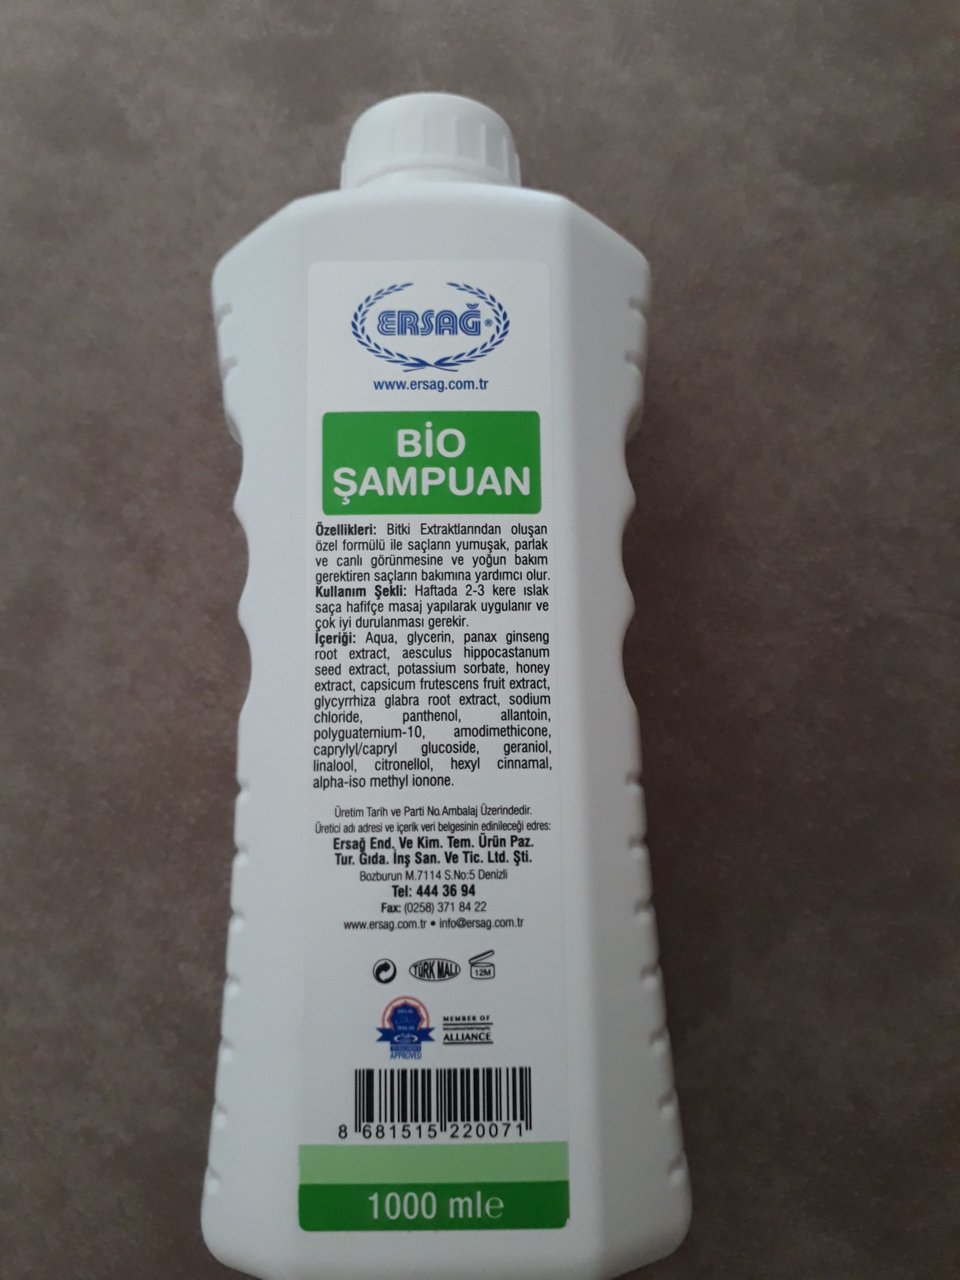 ERSAĞ®
www.ersag.com.tr
BİO
ŞAMPUAN
Özellikleri: Bitki Extraktlarından oluşan
özel formülü ile saçların yumuşak, parlak
ve canlı görünmesine ve yoğun bakım
gerektiren saçların bakımına yardımcı olur.
Kullanım Şekli: Haftada 2-3 kere ıslak
saça hafifçe masaj yapılarak uygulanır ve
çok iyi durulanması gerekir.
İçeriği: Aqua, glycerin, panax ginseng
root extract, aesculus hippocastanum
seed extract, potassium sorbate, honey
extract, capsicum frutescens fruit extract,
glycyrrhiza glabra root extract, sodium
chloride, panthenol, allantoin,
polyguaternium-10, amodimethicone,
caprylyl/capryl glucoside, geraniol,
linalool, citronellol, hexyl cinnamal,
alpha-iso methyl ionone.
Üretim Tarih ve Parti No. Ambalaj Üzerindedir.
Üretici adı adresi ve içerik veri belgesinin edinileceği edres:
Ersağ End. Ve Kim. Tem. Ürün Paz.
Tur. Gıda. İnş San. Ve Tic. Ltd. Şti.
Bozburun M.7114 S.No:5 Denizli
Tel: 444 36 94
Fax: (0258) 371 84 22
www.ersag.com.tr • info@ersag.com.tr
TÜRK MALI
12M
HELAL
HALAL
APPROVED
MEMBER OF
ALLIANCE
8 681515 220071
1000 ml℮